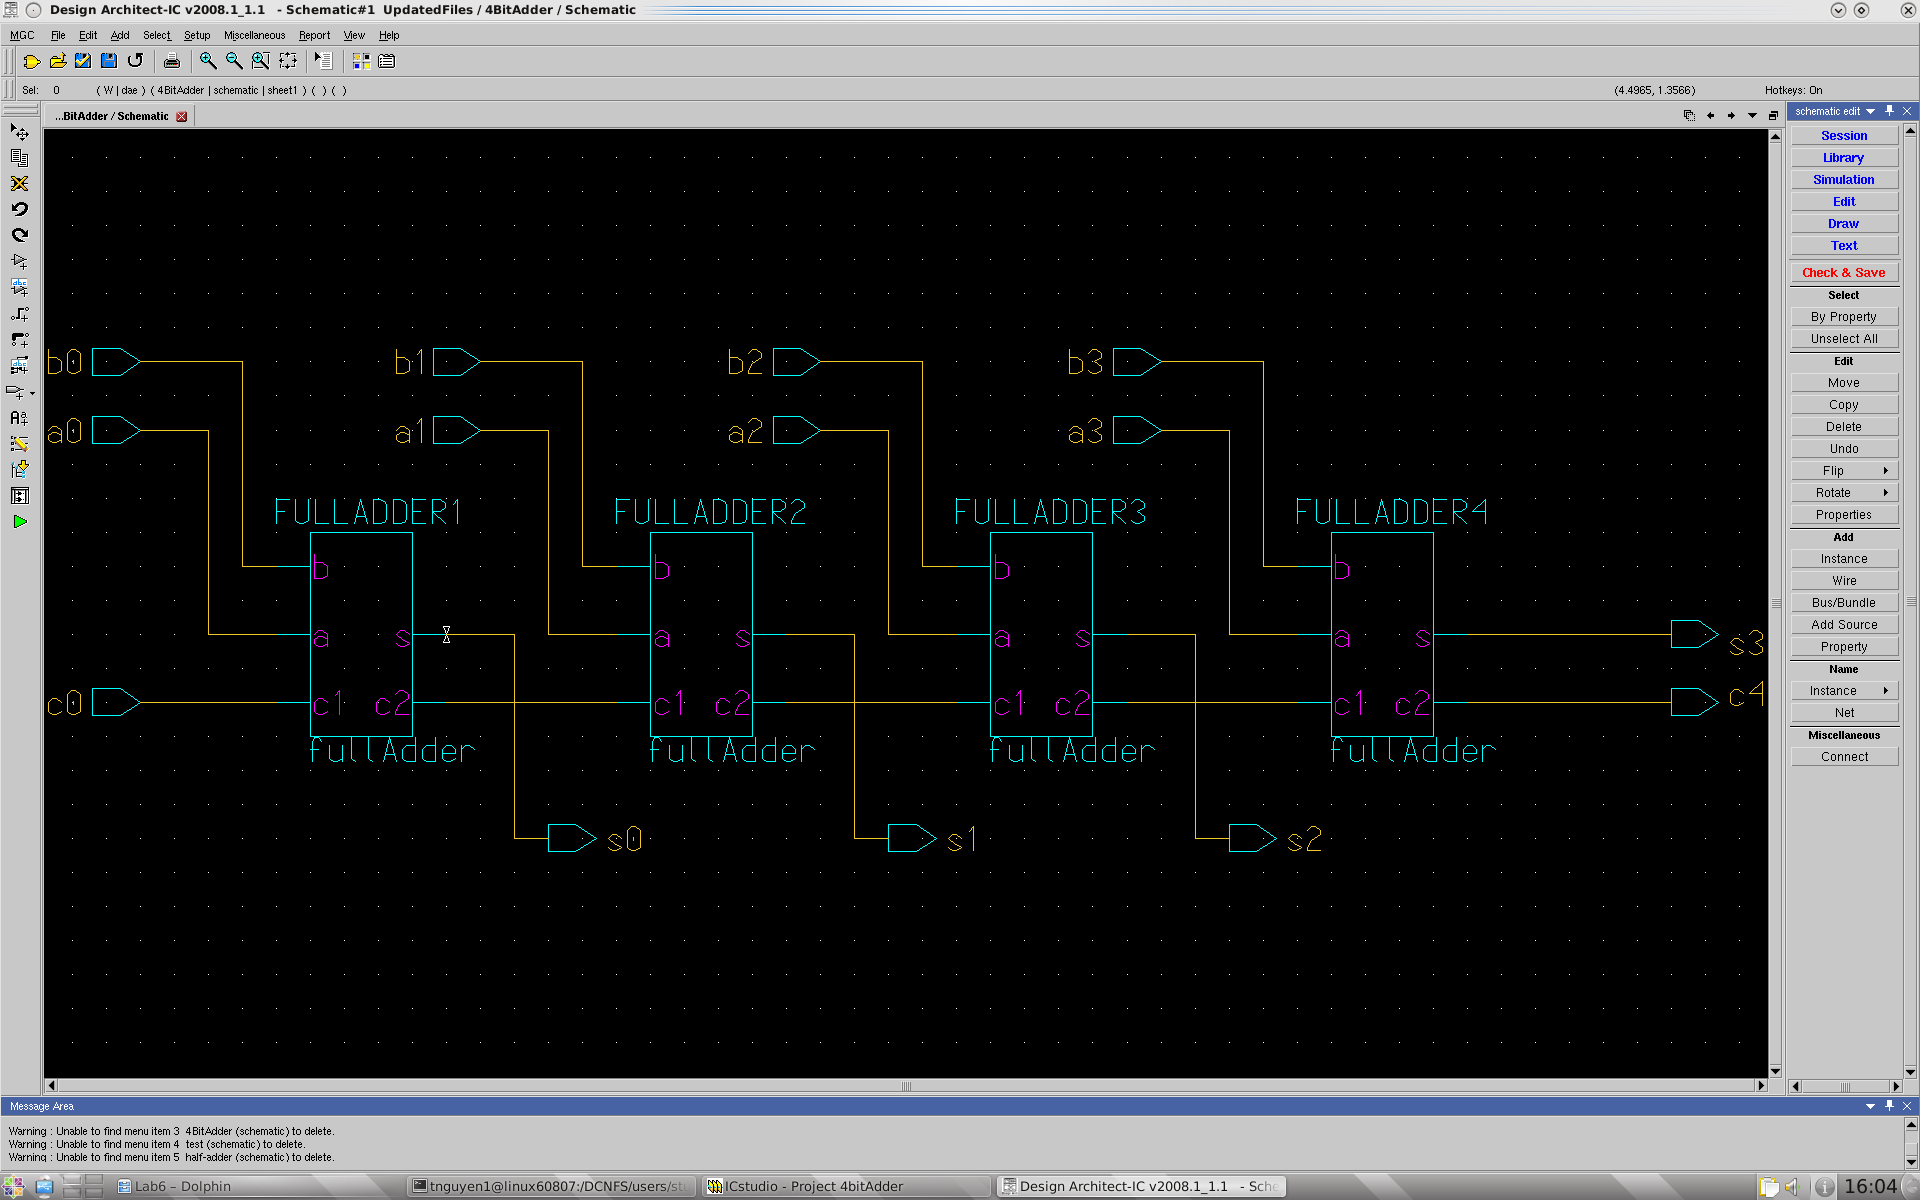 Design Architect-IC v2008.1_1.1 - Schematic#1 UpdatedFiles / 4BitAdder / Schematic
MGC File Edit Add Select Setup Miscellaneous Report View Help
Sel: 0 ( W | dae ) ( 4BitAdder | schematic | sheet1 ) ( ) ( ) (4.4965, 1.3566) Hotkeys: On
...BitAdder / Schematic
schematic edit
Session
Library
Simulation
Edit
Draw
Text
Check & Save
Select
By Property
Unselect All
Edit
Move
Copy
Delete
Undo
Flip
Rotate
Properties
Add
Instance
Wire
Bus/Bundle
Add Source
Property
Name
Instance
Net
Miscellaneous
Connect
b0 b1 b2 b3
a0 a1 a2 a3
FULLADDER1 FULLADDER2 FULLADDER3 FULLADDER4
b b b b
a s a s a s a s s3
c0 c1 c2 c1 c2 c1 c2 c1 c2 c4
fullAdder fullAdder fullAdder fullAdder
s0 s1 s2
Message Area
Warning : Unable to find menu item 3 4BitAdder (schematic) to delete.
Warning : Unable to find menu item 4 test (schematic) to delete.
Warning : Unable to find menu item 5 half-adder (schematic) to delete.
Lab6 – Dolphin tnguyen1@linux60807:/DCNFS/users/st ICstudio - Project 4bitAdder Design Architect-IC v2008.1_1.1 - Sche 16:04